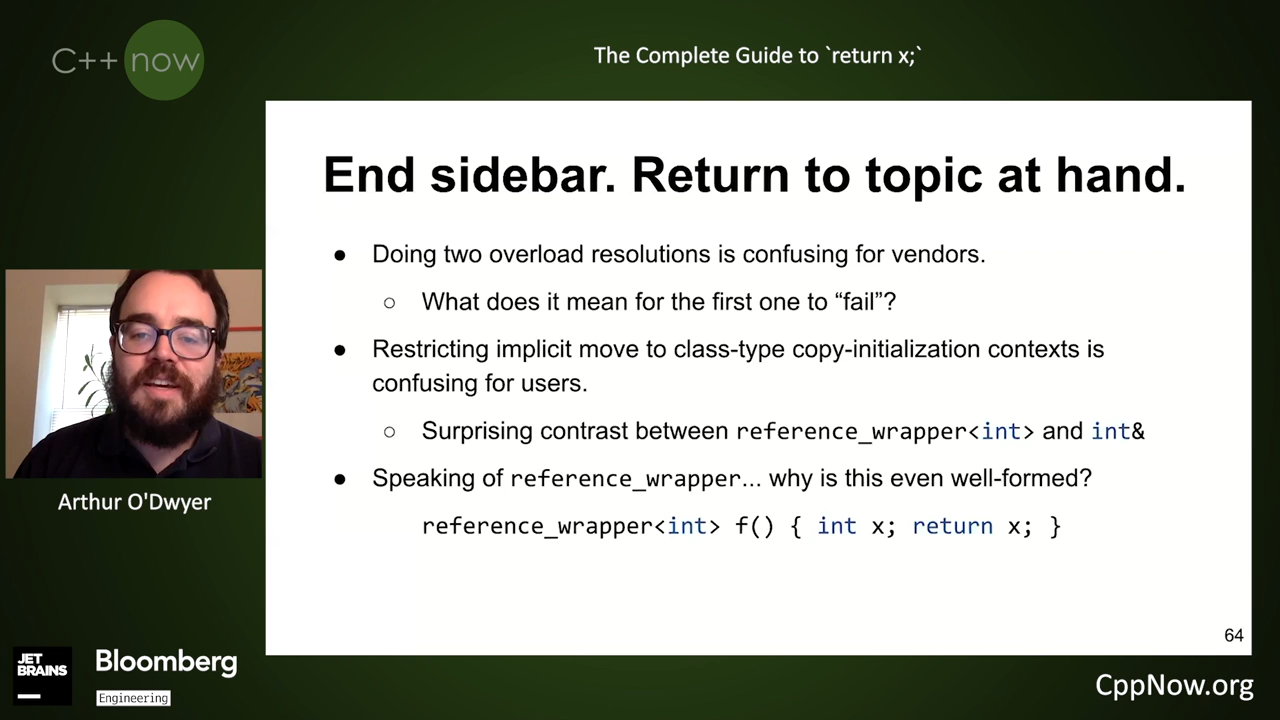 C++ now
The Complete Guide to `return x;`
End sidebar. Return to topic at hand.
● Doing two overload resolutions is confusing for vendors.
○ What does it mean for the first one to “fail”?
● Restricting implicit move to class-type copy-initialization contexts is
confusing for users.
○ Surprising contrast between reference_wrapper<int> and int&
● Speaking of reference_wrapper... why is this even well-formed?
reference_wrapper<int> f() { int x; return x; }
64
Arthur O'Dwyer
JET
BRAINS
Bloomberg
Engineering
CppNow.org